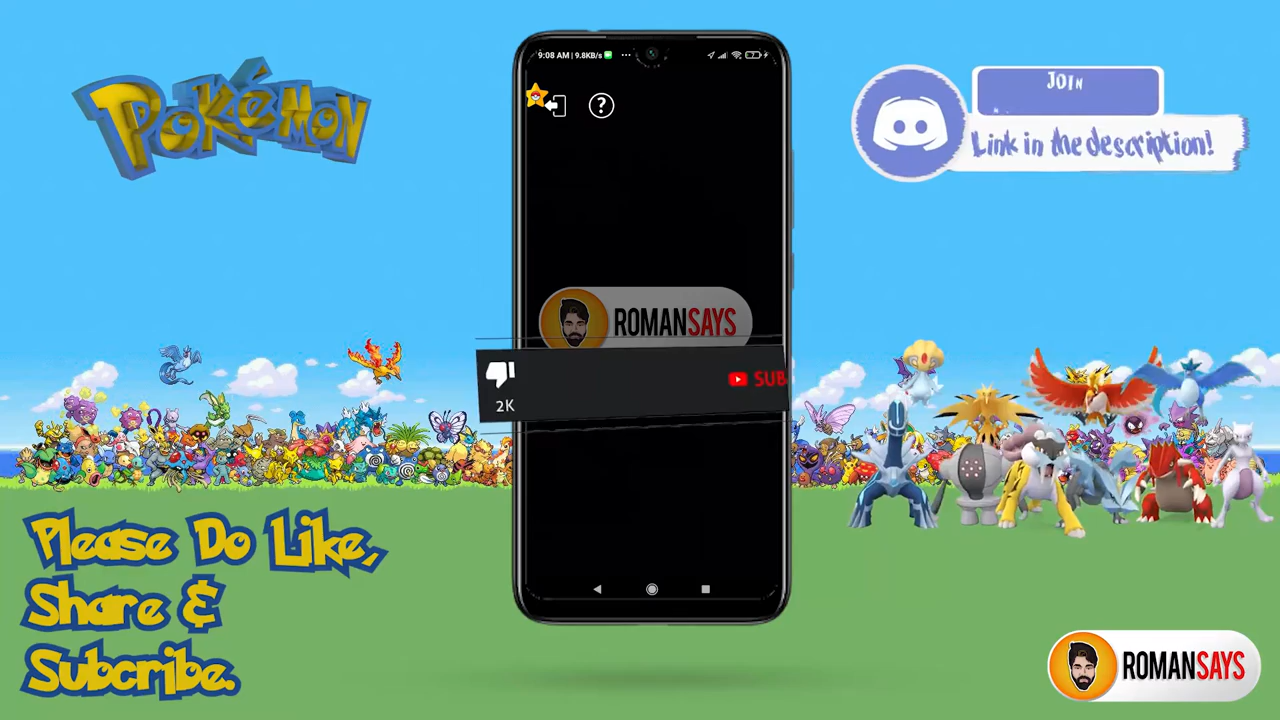 POKéMON
JOIN
Link in the description!
9:08 AM | 9.8KB/s
?
ROMANSAYS
2K
SUB
Please Do Like,
Share &
Subcribe.
ROMANSAYS